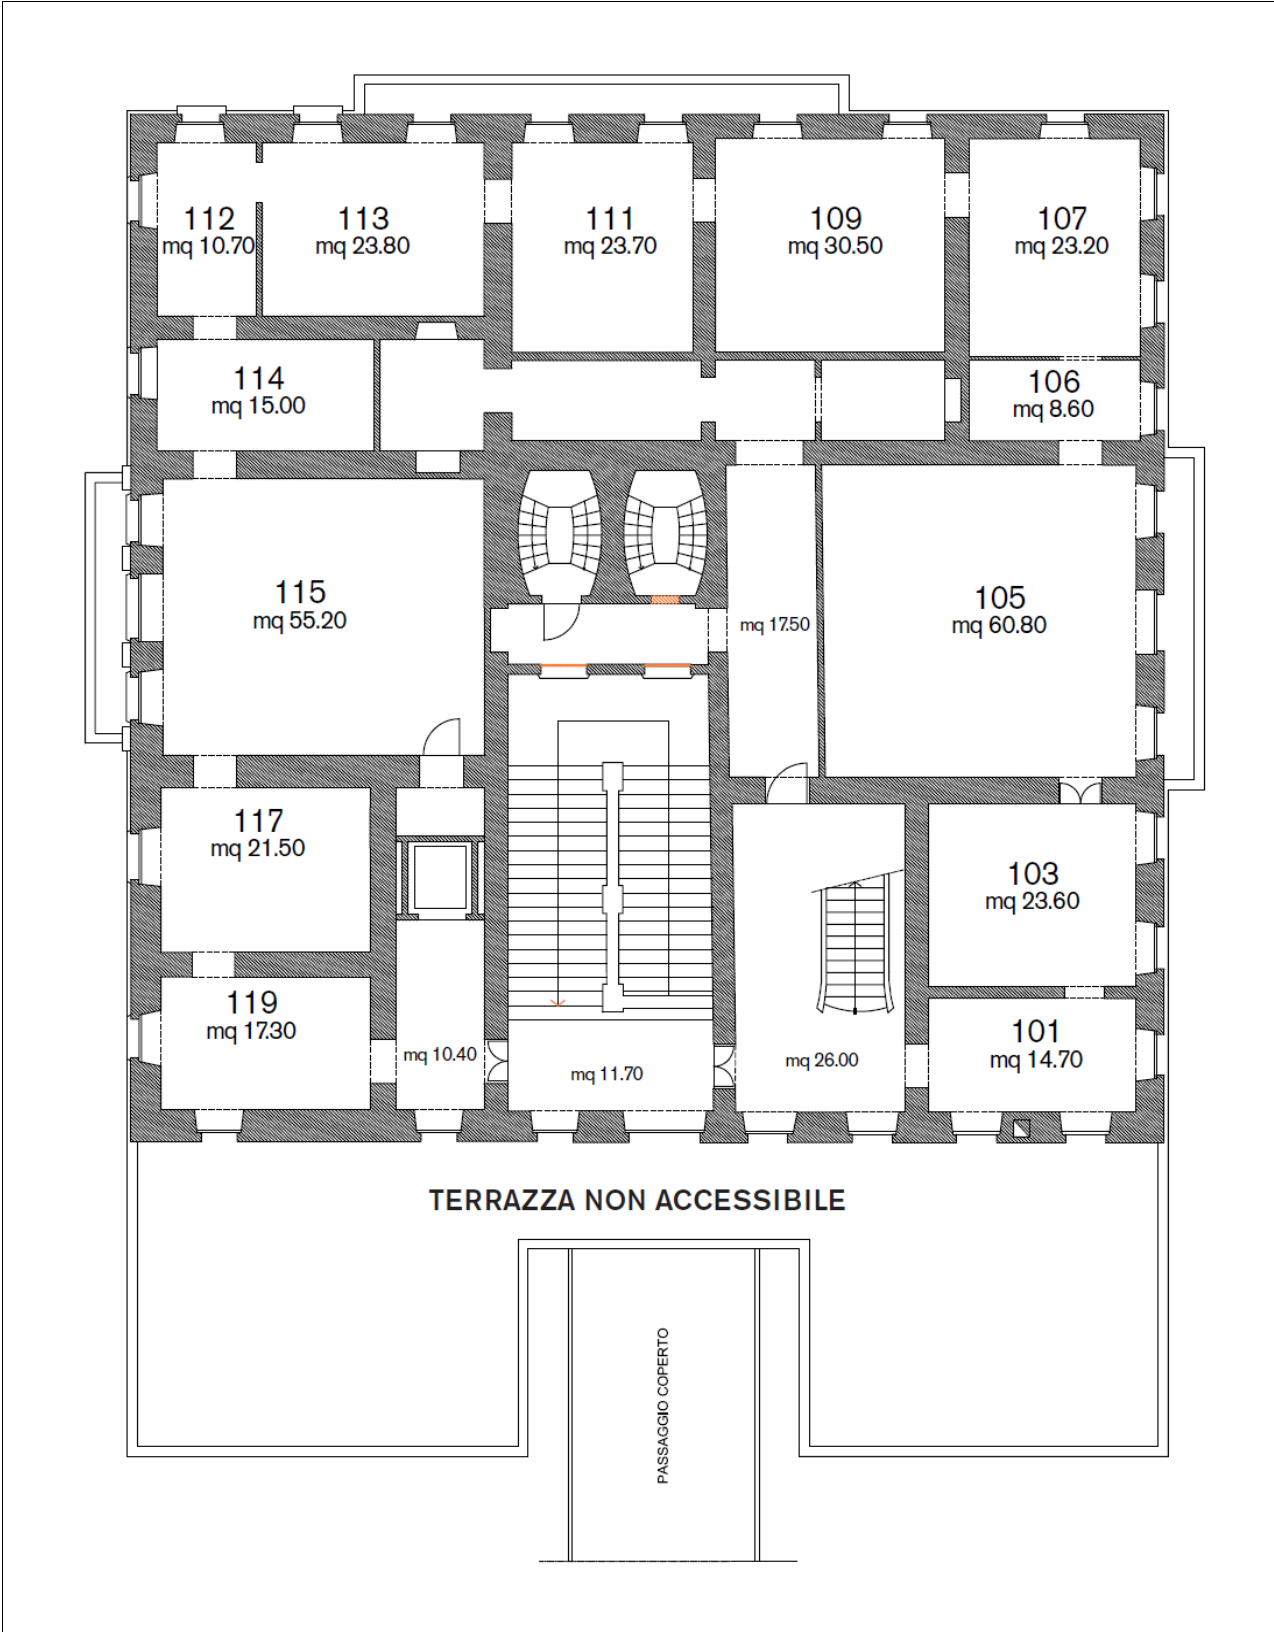 112
mq 10.70
113
mq 23.80
111
mq 23.70
109
mq 30.50
107
mq 23.20
114
mq 15.00
106
mq 8.60
115
mq 55.20
105
mq 60.80
mq 17.50
117
mq 21.50
103
mq 23.60
119
mq 17.30
101
mq 14.70
mq 10.40
mq 11.70
mq 26.00
TERRAZZA NON ACCESSIBILE
PASSAGGIO COPERTO